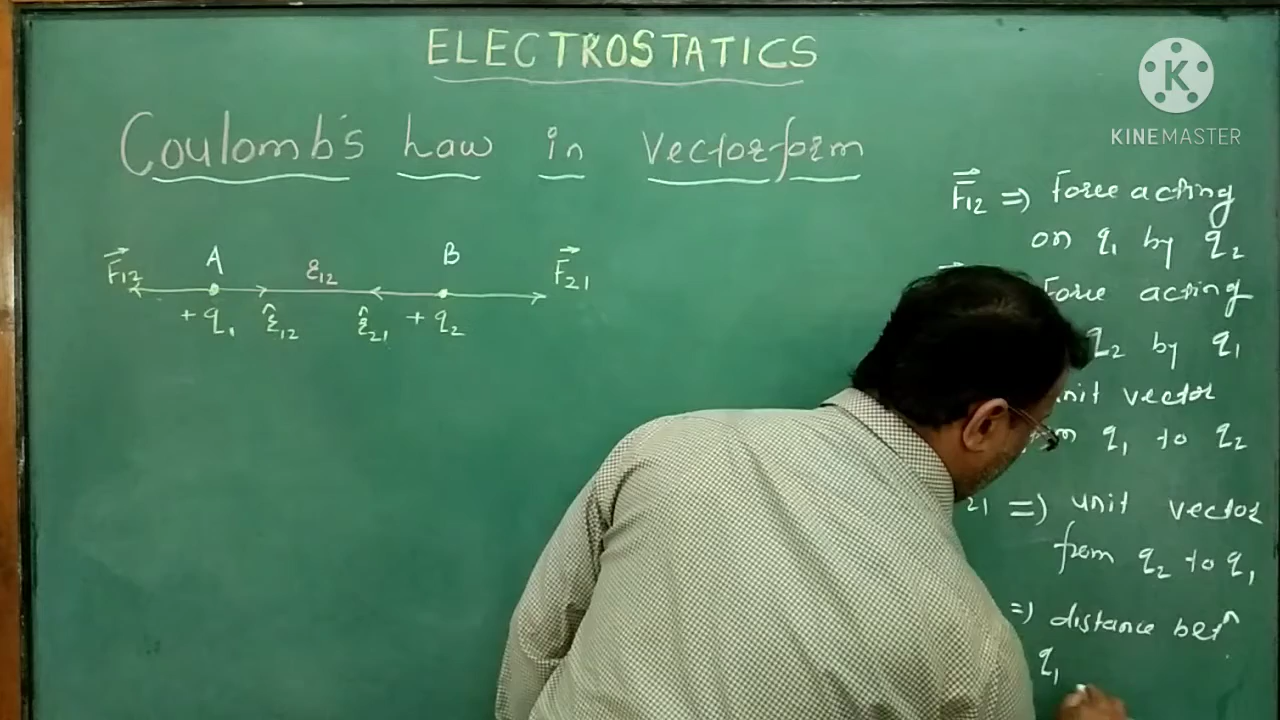 ELECTROSTATICS
KINEMASTER
Coulomb's Law in Vector form
F₁₂ => Force acting
on q₁ by q₂
Force acting
q₂ by q₁
unit vector
q₁ to q₂
21 => unit vector
from q₂ to q₁
=> distance betⁿ
q₁
F₁₂ A r₁₂ B F₂₁
+q₁ r̂₁₂ r̂₂₁ +q₂